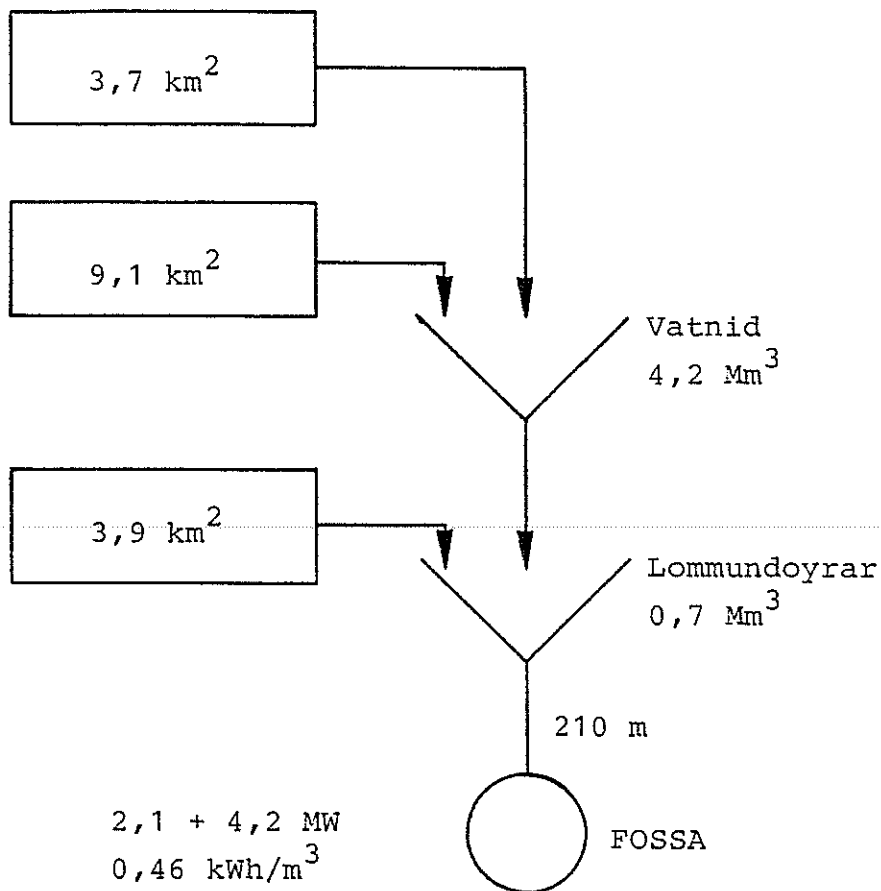 3,7 km²
9,1 km²
Vatnid
4,2 Mm³
3,9 km²
Lommundoyrar
0,7 Mm³
210 m
2,1 + 4,2 MW
0,46 kWh/m³
FOSSA